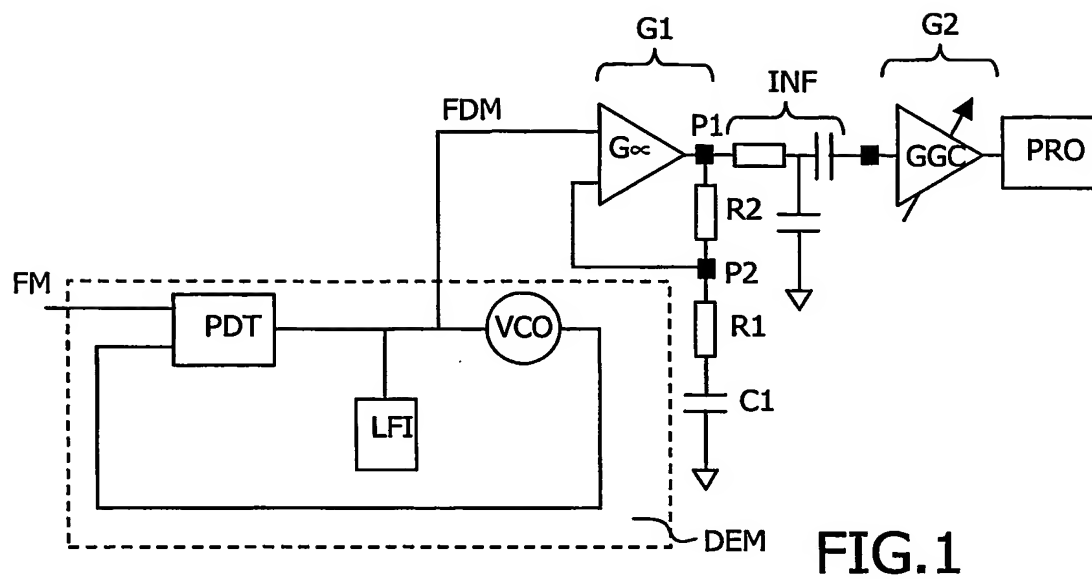 G1
G2
INF
FDM
P1
G∝
GGC
PRO
R2
P2
FM
PDT
VCO
R1
LFI
C1
DEM
FIG.1